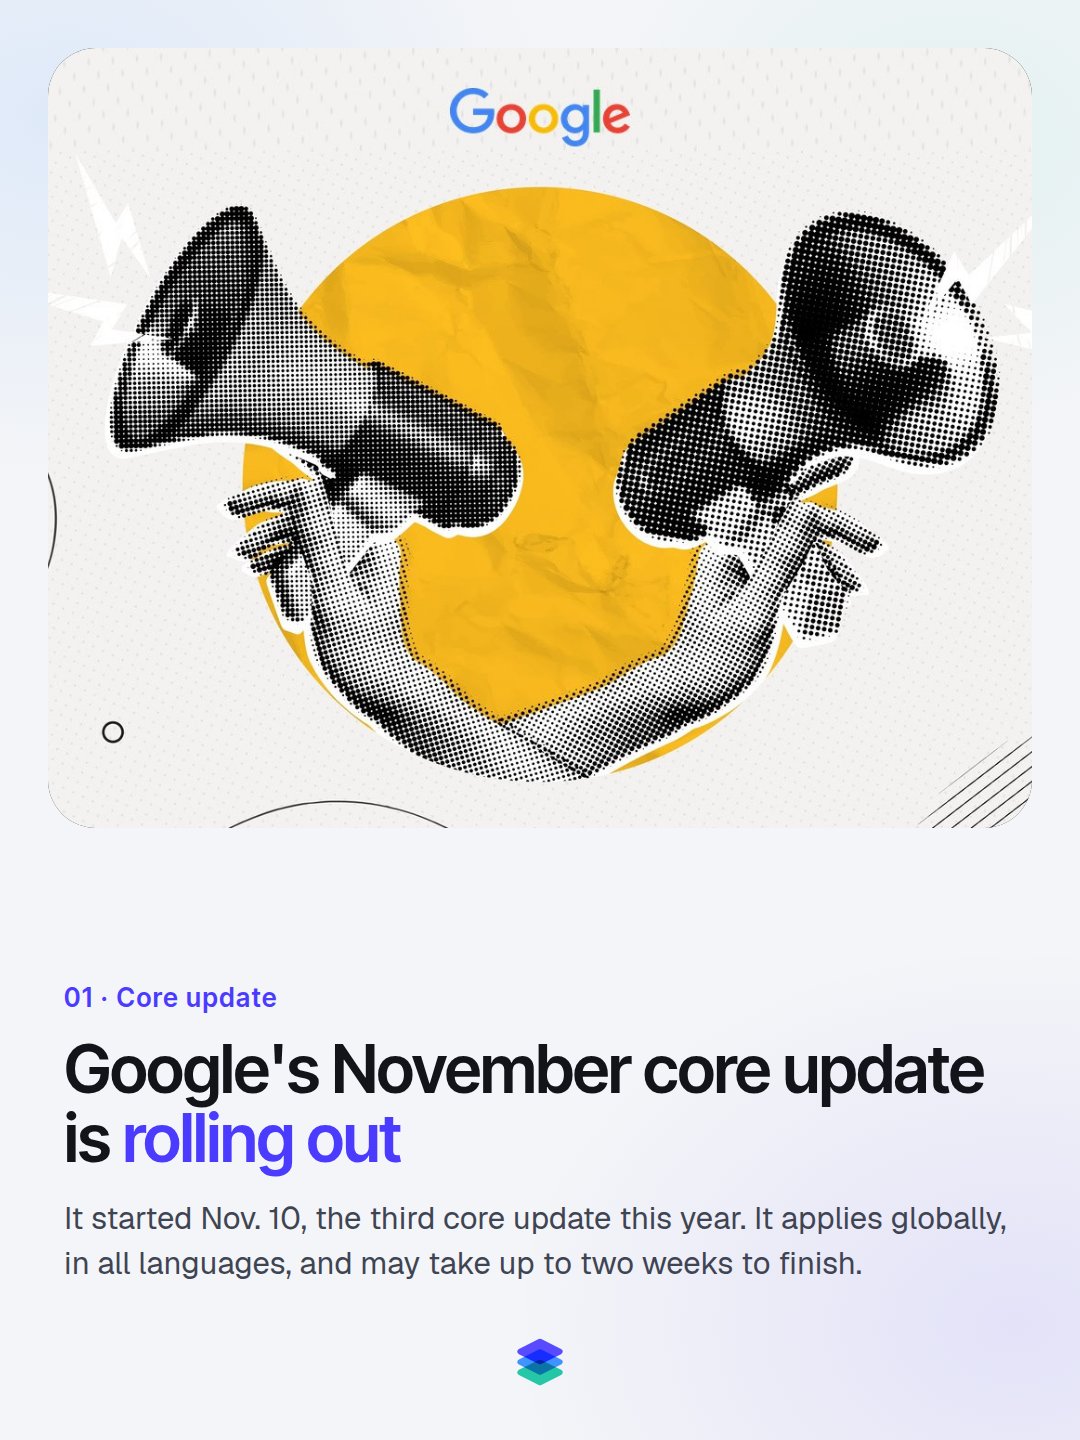 Google
01 · Core update
Google's November core update
is rolling out
It started Nov. 10, the third core update this year. It applies globally,
in all languages, and may take up to two weeks to finish.